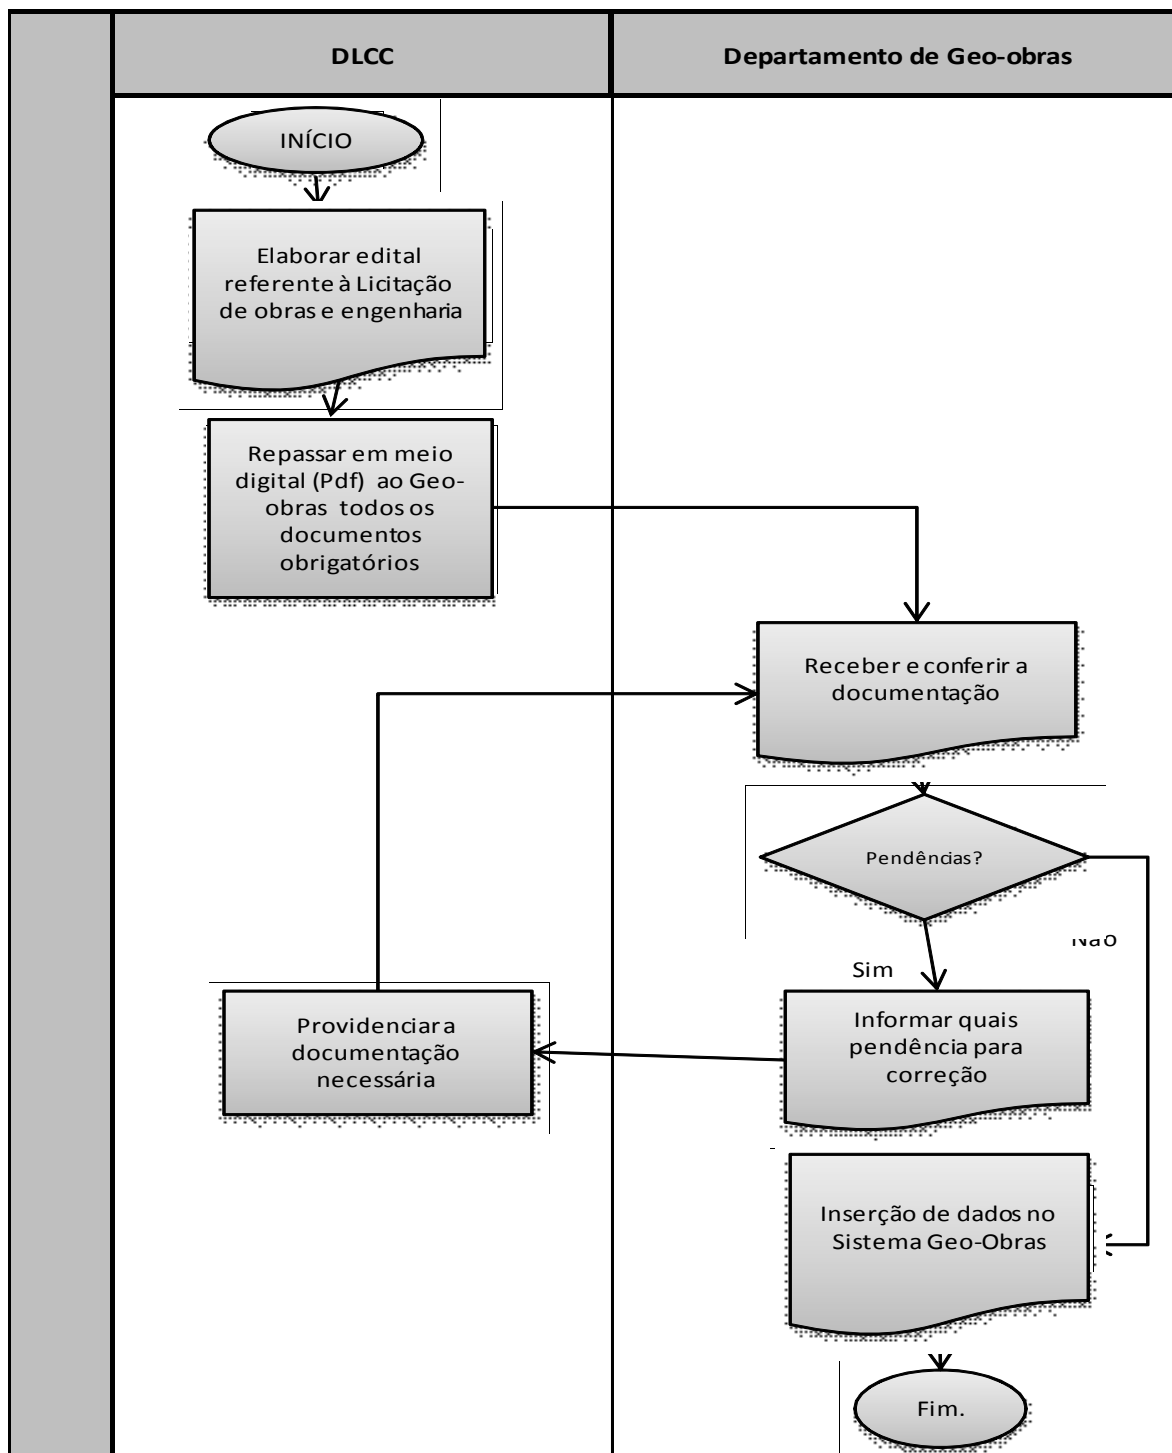 DLCC
Departamento de Geo-obras
INÍCIO
Elaborar edital
referente à Licitação
de obras e engenharia
Repassar em meio
digital (Pdf) ao Geo-
obras todos os
documentos
obrigatórios
Receber e conferir a
documentação
Pendências?
Não
Sim
Informar quais
pendência para
correção
Providenciar a
documentação
necessária
Inserção de dados no
Sistema Geo-Obras
Fim.